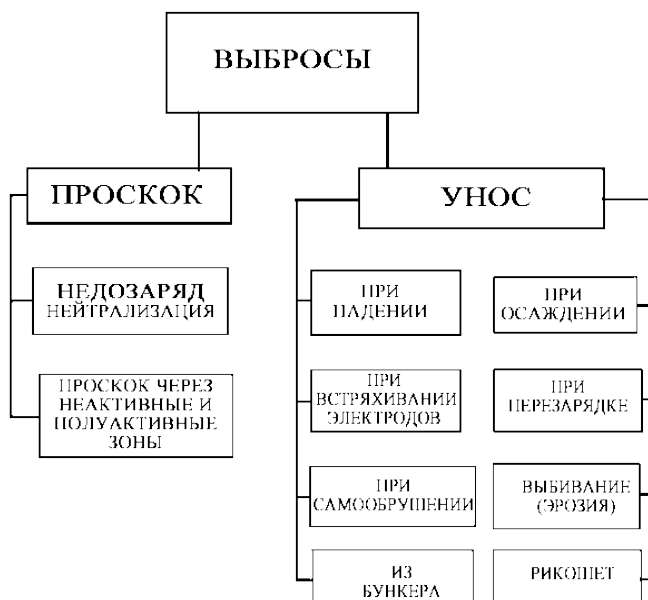 ВЫБРОСЫ
ПРОСКОК
УНОС
НЕДОЗАРЯД
НЕЙТРАЛИЗАЦИЯ
ПРОСКОК ЧЕРЕЗ
НЕАКТИВНЫЕ И
ПОЛУАКТИВНЫЕ
ЗОНЫ
ПРИ
ПАДЕНИИ
ПРИ
ОСАЖДЕНИИ
ПРИ
ВСТРЯХИВАНИИ
ЭЛЕКТРОДОВ
ПРИ
ПЕРЕЗАРЯДКЕ
ПРИ
САМООБРУШЕНИИ
ВЫБИВАНИЕ
(ЭРОЗИЯ)
ИЗ
БУНКЕРА
РИКОШЕТ